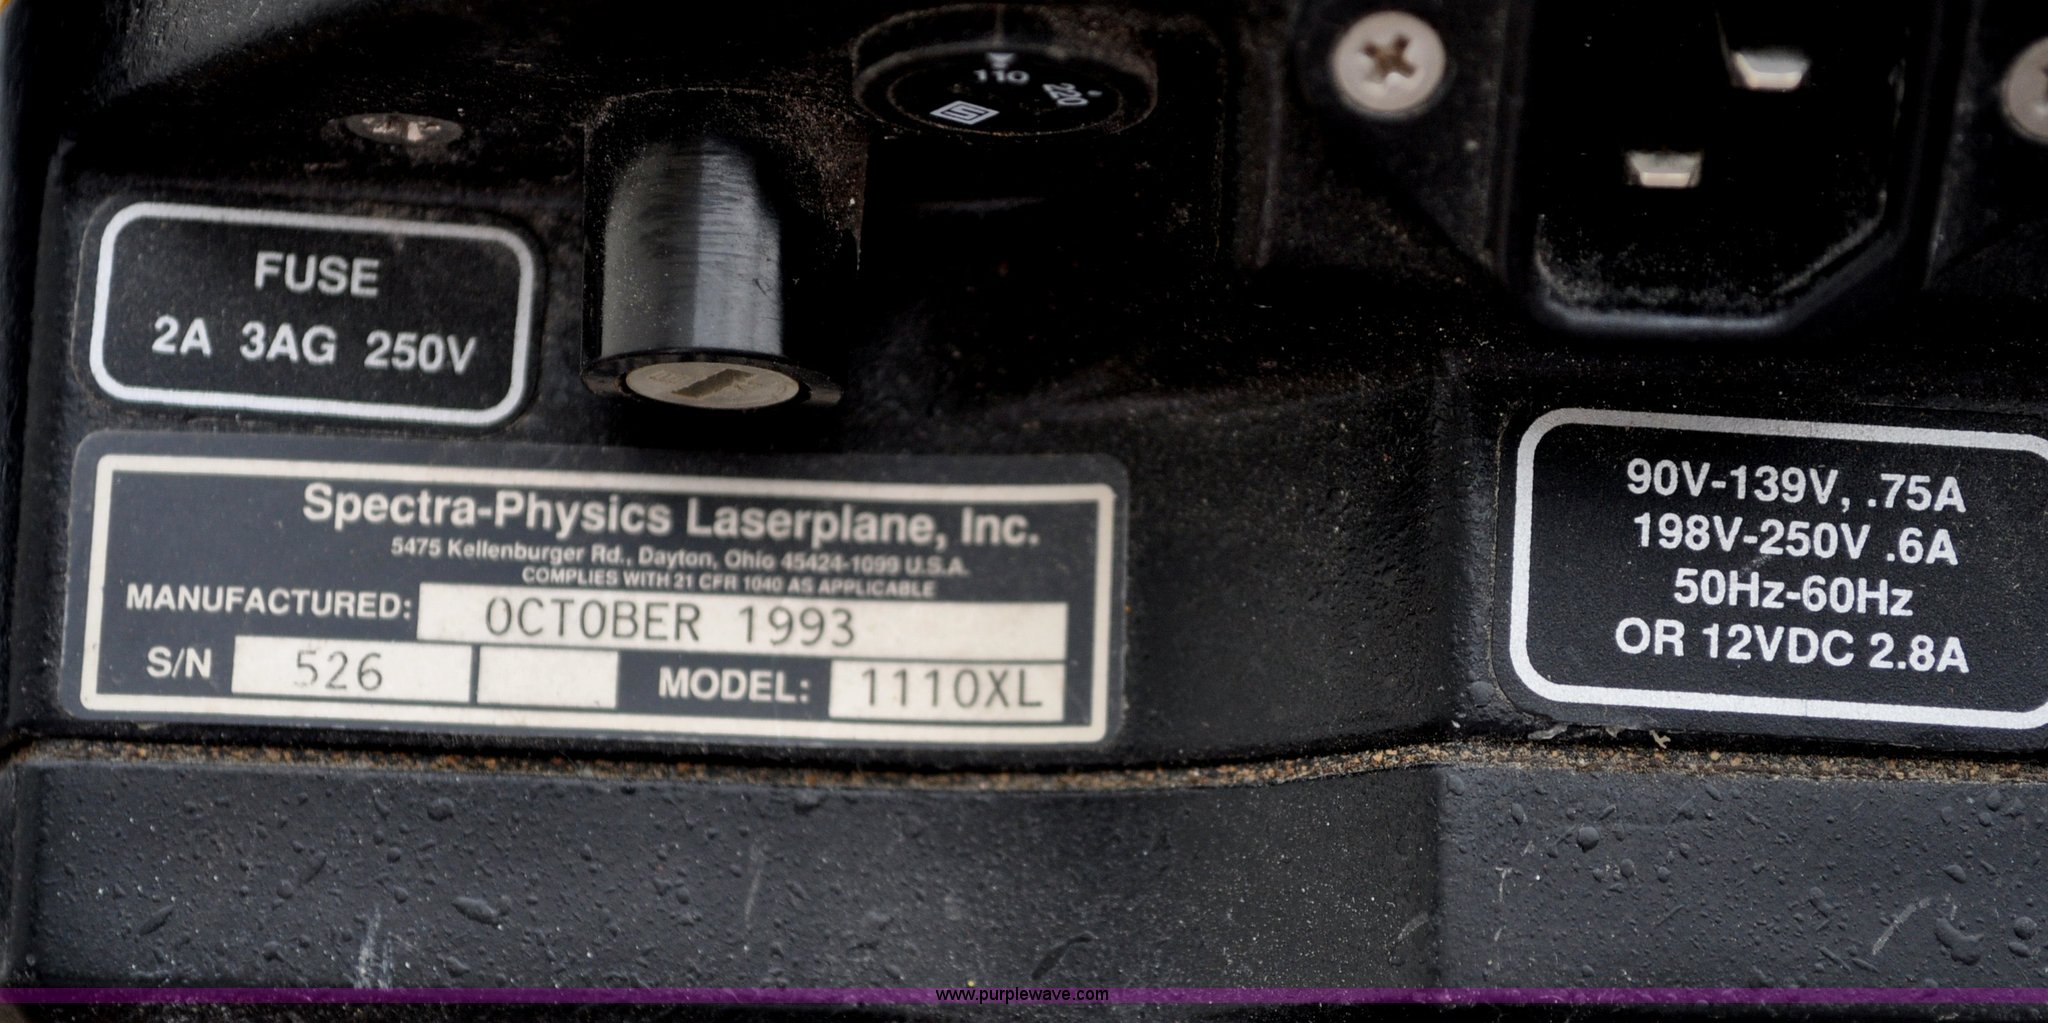 110 220
FUSE
2A 3AG 250V
Spectra-Physics Laserplane, Inc.
5475 Kellenburger Rd., Dayton, Ohio 45424-1099 U.S.A.
COMPLIES WITH 21 CFR 1040 AS APPLICABLE
MANUFACTURED: OCTOBER 1993
S/N 526 MODEL: 1110XL
90V-139V, .75A
198V-250V .6A
50Hz-60Hz
OR 12VDC 2.8A
www.purplewave.com